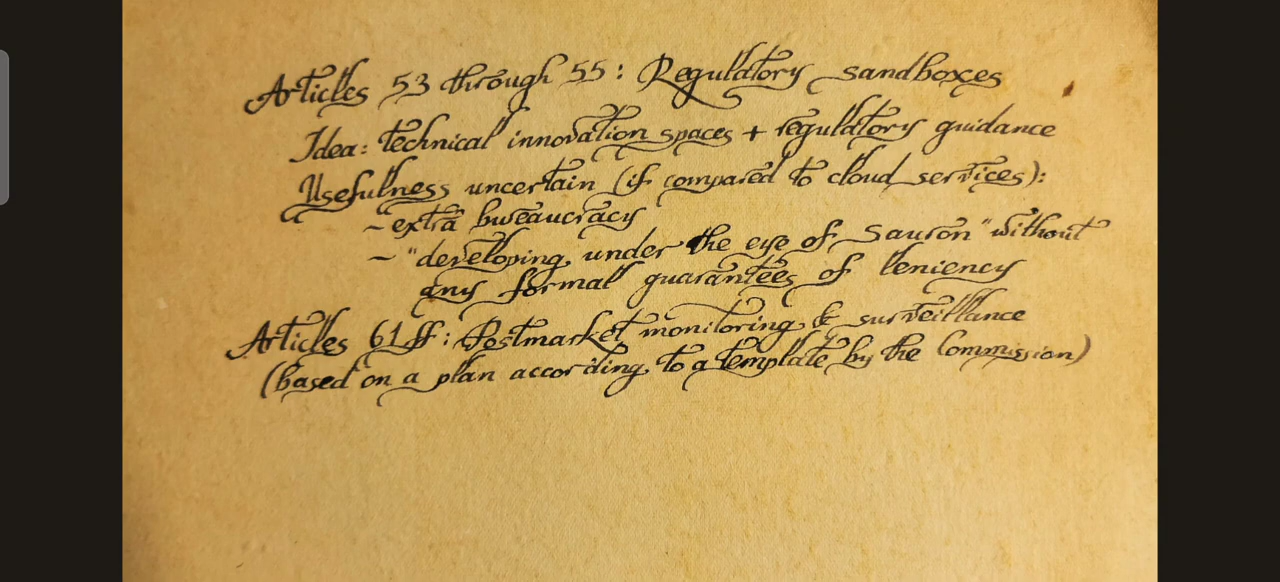 Articles 53 through 55: Regulatory sandboxes
Idea: technical innovation spaces + regulatory guidance
Usefulness uncertain (if compared to cloud services):
- extra bureaucracy
- "developing under the eye of Sauron" without
any formal guarantees of leniency
Articles 61ff: Postmarket monitoring & surveillance
(based on a plan according to a template by the Commission)